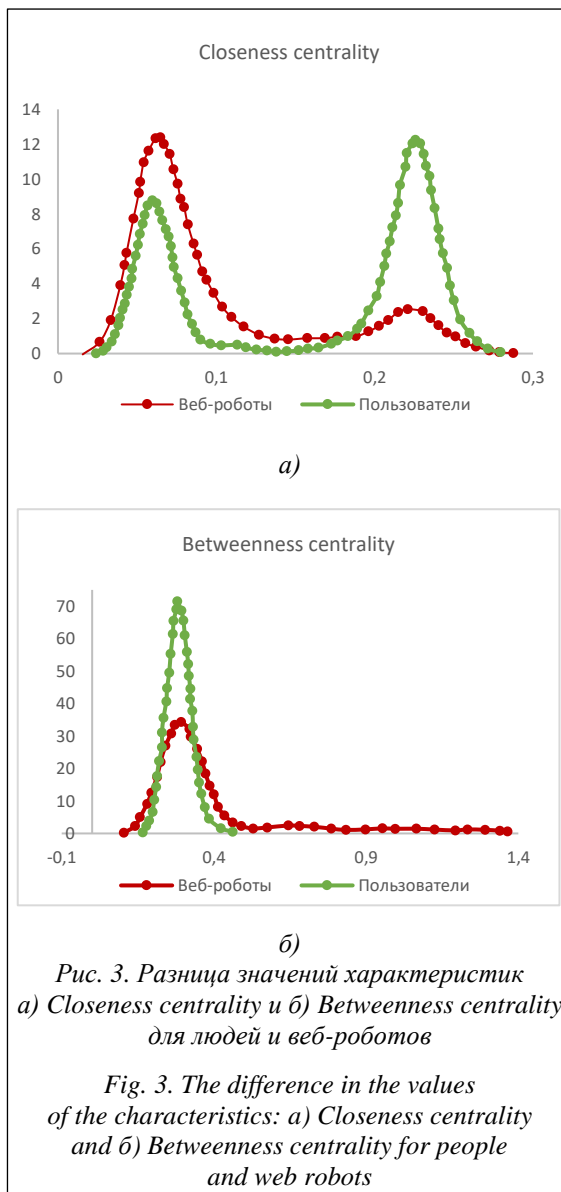 Closeness centrality
14
12
10
8
6
4
2
0
0 0,1 0,2 0,3
Веб-роботы Пользователи
а)
Betweenness centrality
70
60
50
40
30
20
10
0
-0,1 0,4 0,9 1,4
Веб-роботы Пользователи
б)
Рис. 3. Разница значений характеристик
а) Closeness centrality и б) Betweenness centrality
для людей и веб-роботов
Fig. 3. The difference in the values
of the characteristics: а) Closeness centrality
and б) Betweenness centrality for people
and web robots